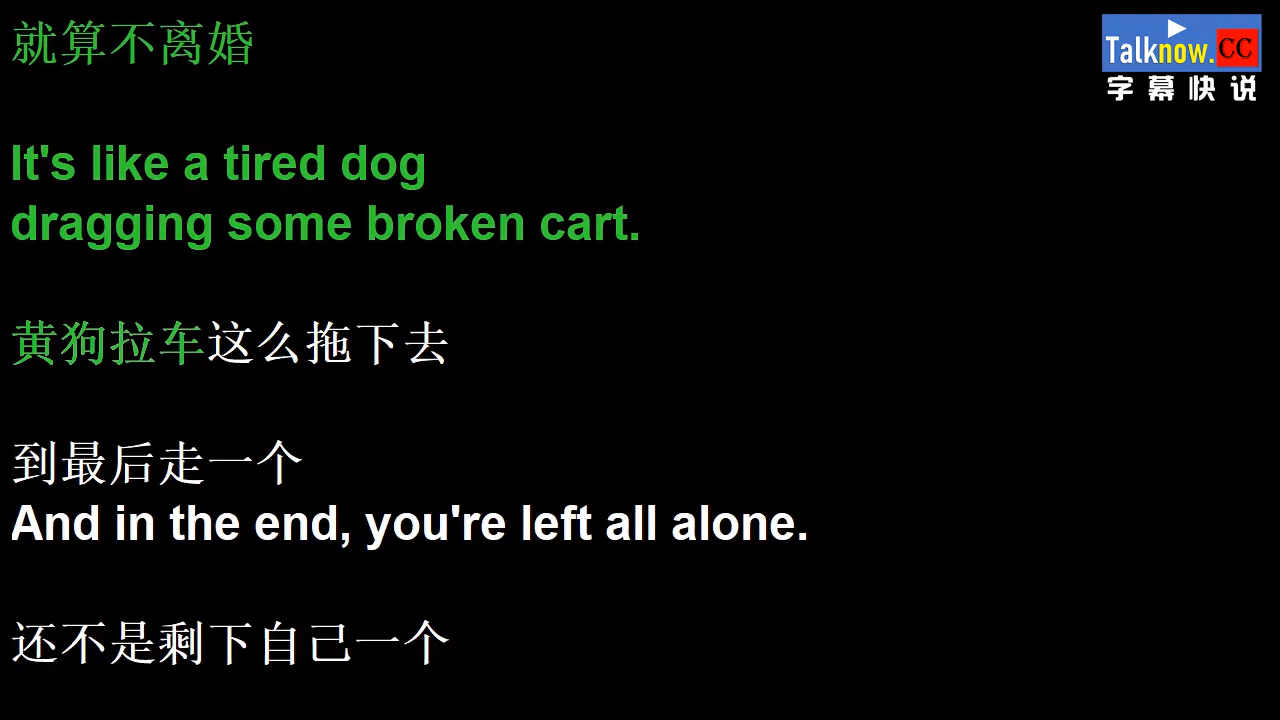 就算不离婚
Talknow.CC
字幕快说
It's like a tired dog
dragging some broken cart.
黄狗拉车这么拖下去
到最后走一个
And in the end, you're left all alone.
还不是剩下自己一个